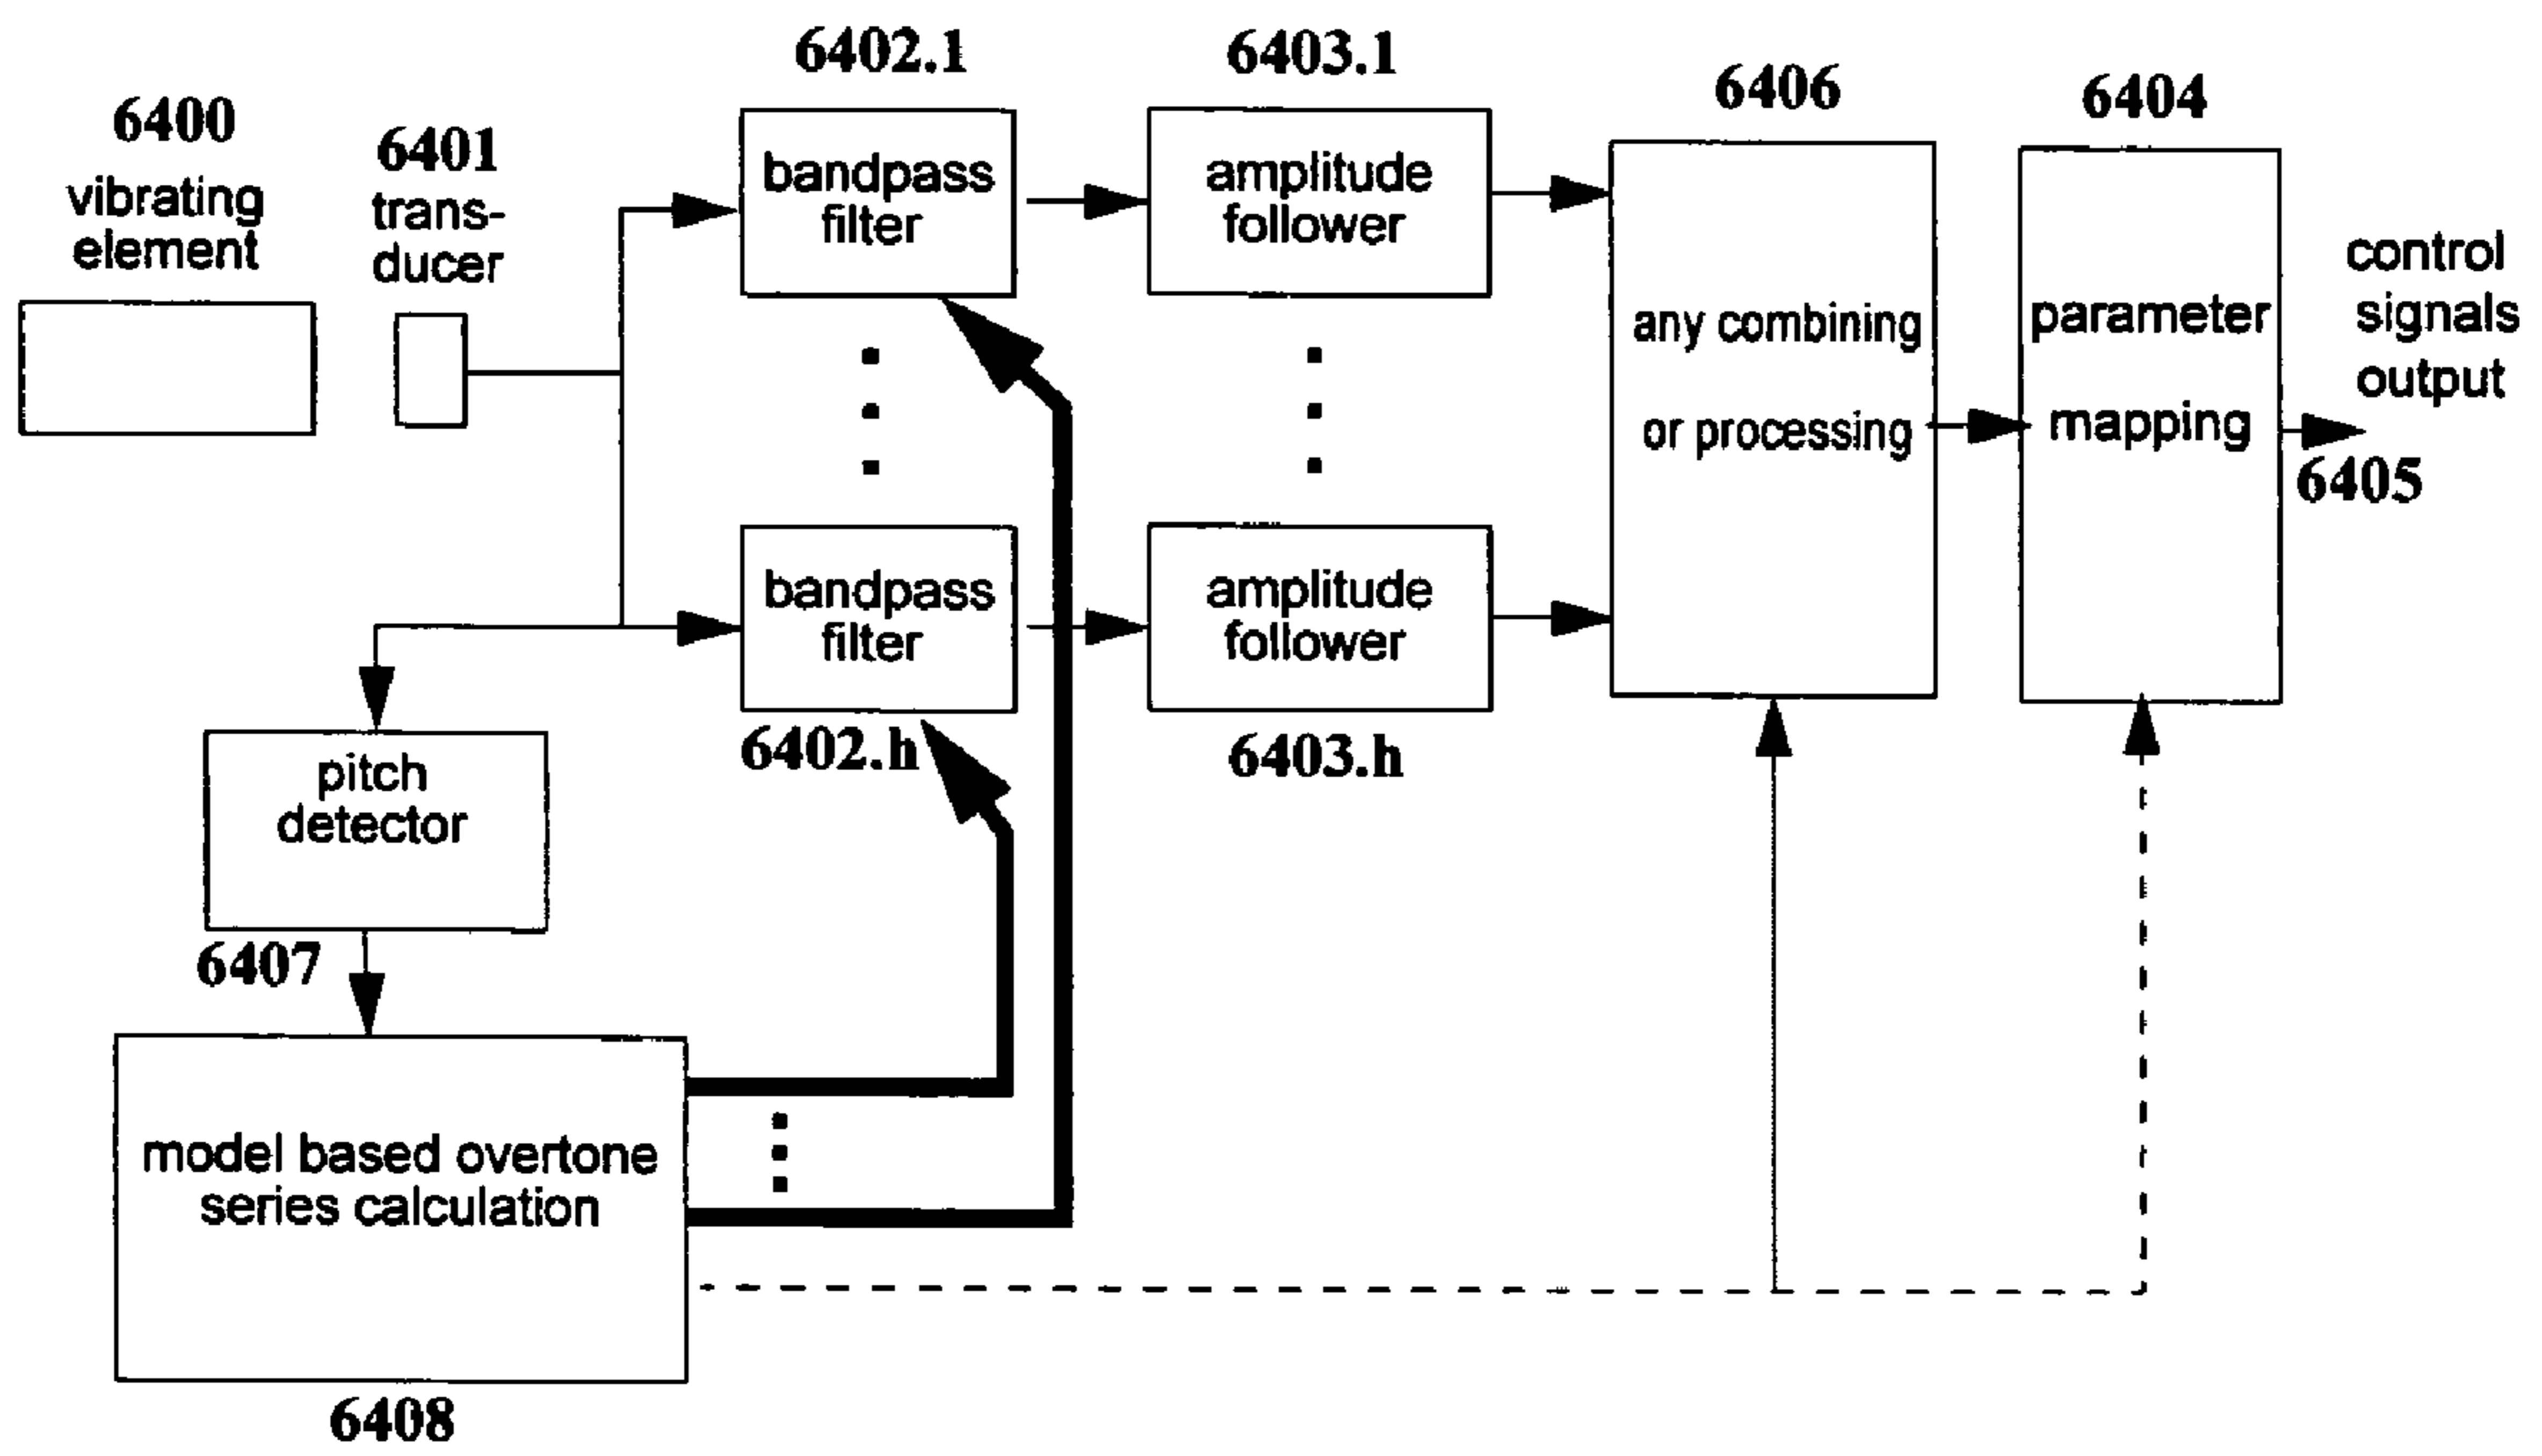 6400
vibrating
element
6401
trans-
ducer
6402.1
bandpass
filter
6403.1
amplitude
follower
6406
any combining
or processing
6404
parameter
mapping
control
signals
output
6405
bandpass
filter
6402.h
amplitude
follower
6403.h
pitch
detector
6407
model based overtone
series calculation
6408